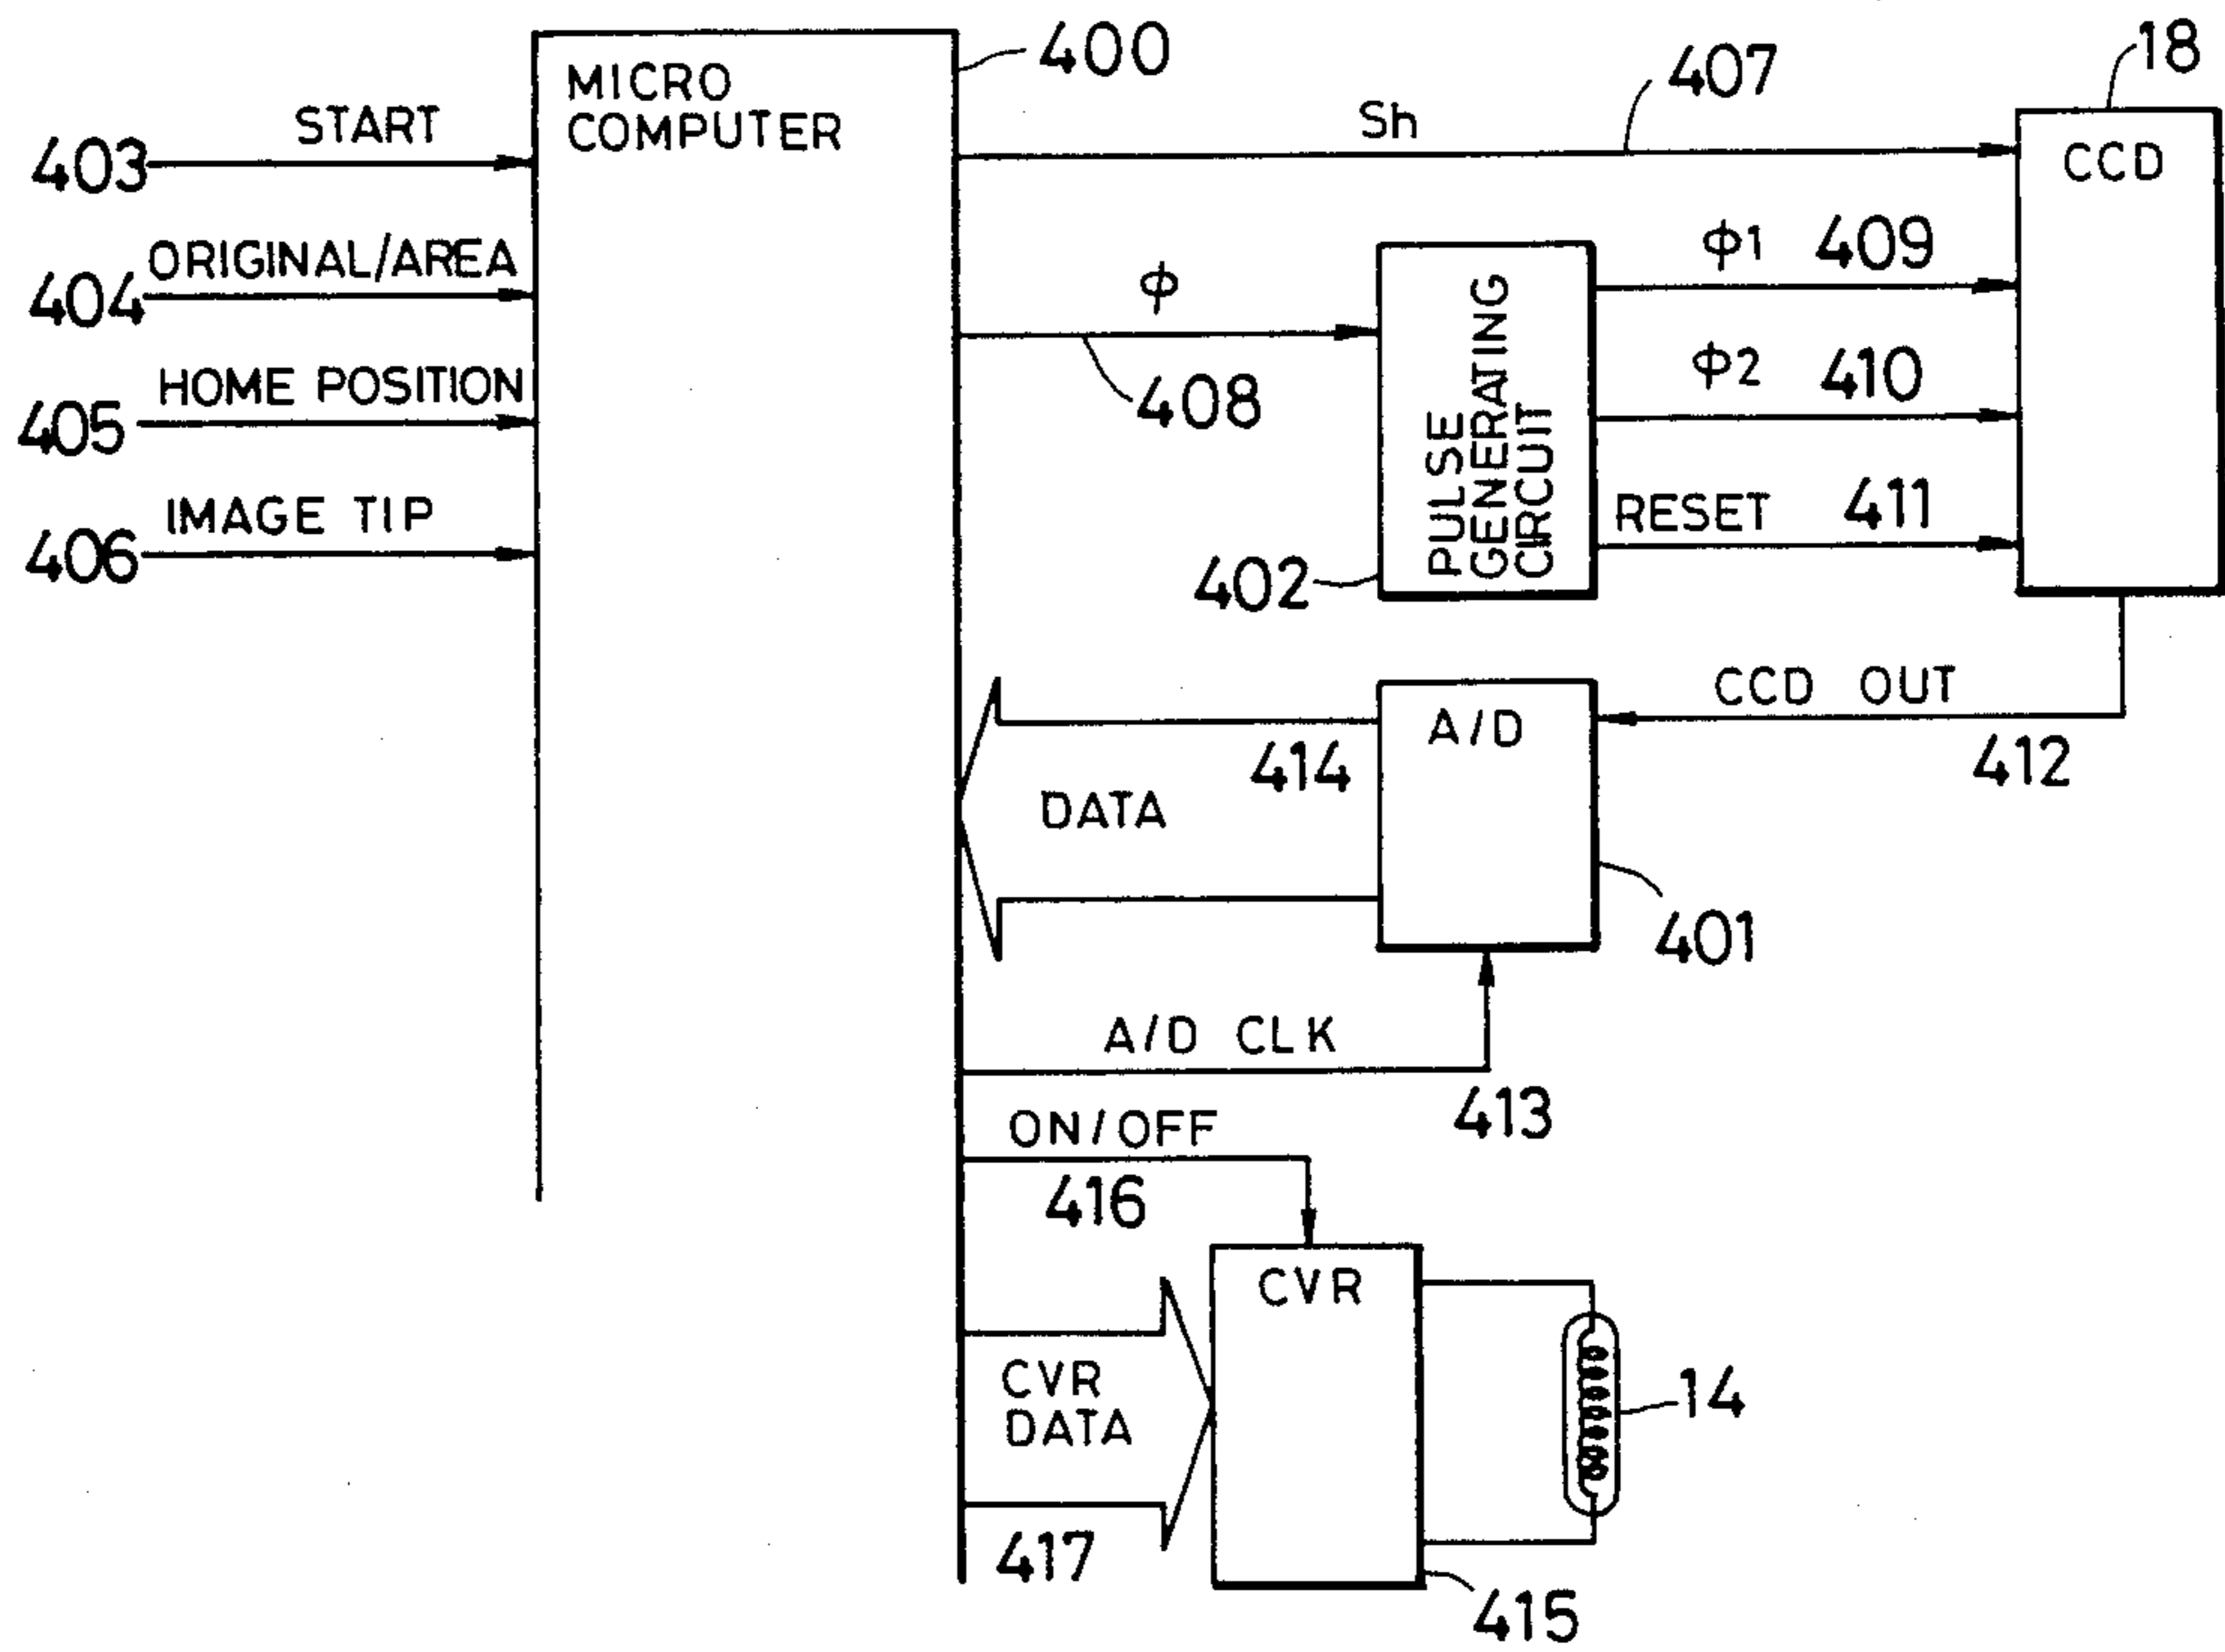 MICRO
COMPUTER
400
403
START
404
ORIGINAL/AREA
405
HOME POSITION
406
IMAGE TIP
Sh
407
18
CCD
ϕ
408
PULSE
GENERATING
CIRCUIT
402
ϕ1 409
ϕ2 410
RESET 411
CCD OUT
412
A/D
401
414
DATA
A/D CLK
413
ON/OFF
416
CVR
415
CVR
DATA
417
14